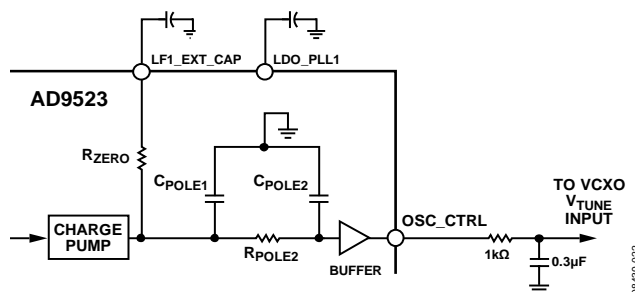 LF1_EXT_CAP
LDO_PLL1
AD9523
RZERO
CPOLE1
CPOLE2
TO VCXO
VTUNE
INPUT
OSC_CTRL
CHARGE
PUMP
RPOLE2
BUFFER
1kΩ
0.3µF